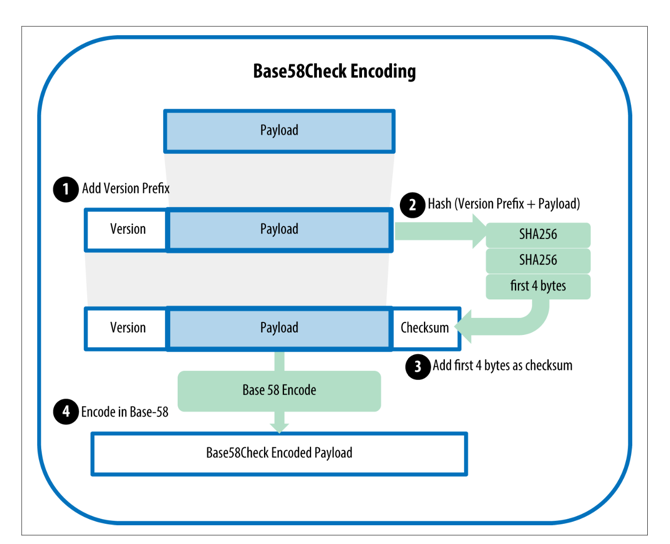 Base58Check Encoding
Payload
1 Add Version Prefix
2 Hash (Version Prefix + Payload)
Version
Payload
SHA256
SHA256
first 4 bytes
Version
Payload
Checksum
3 Add first 4 bytes as checksum
Base 58 Encode
4 Encode in Base-58
Base58Check Encoded Payload